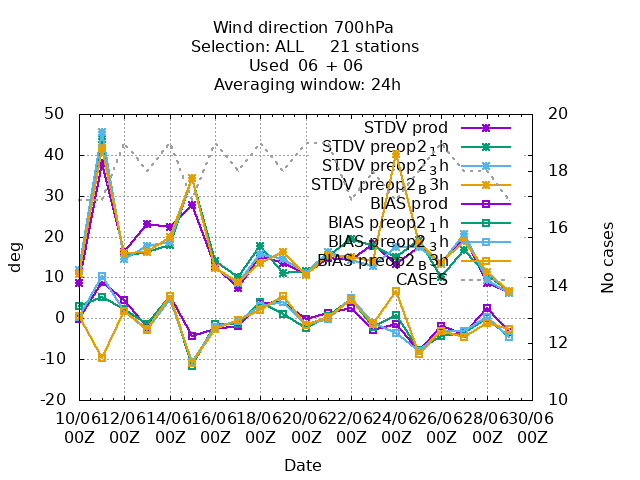 Wind direction 700hPa
Selection: ALL 21 stations
Used 06 + 06
Averaging window: 24h
50
40
30
20
10
0
-10
-20
deg
20
18
16
14
12
10
No cases
STDV prod
STDV preop2_1h
STDV preop2_3h
STDV preop2_B3h
BIAS prod
BIAS preop2_1h
BIAS preop2_3h
BIAS preop2_B3h
CASES
10/06 12/06 14/06 16/06 18/06 20/06 22/06 24/06 26/06 28/06 30/06
00Z 00Z 00Z 00Z 00Z 00Z 00Z 00Z 00Z 00Z 00Z
Date